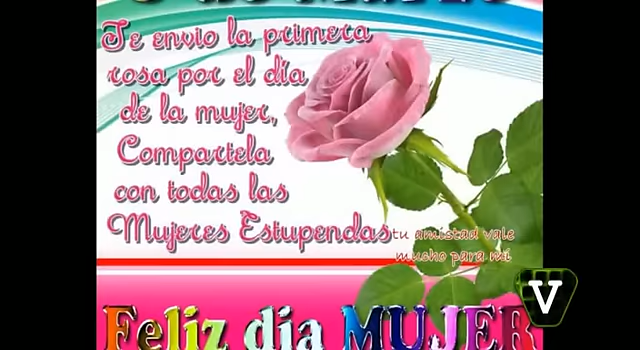 Te envio la primera
rosa por el día
de la mujer,
Compartela
con todas las
Mujeres Estupendas
tu amistad vale
mucho para mi
Feliz dia MUJER
V